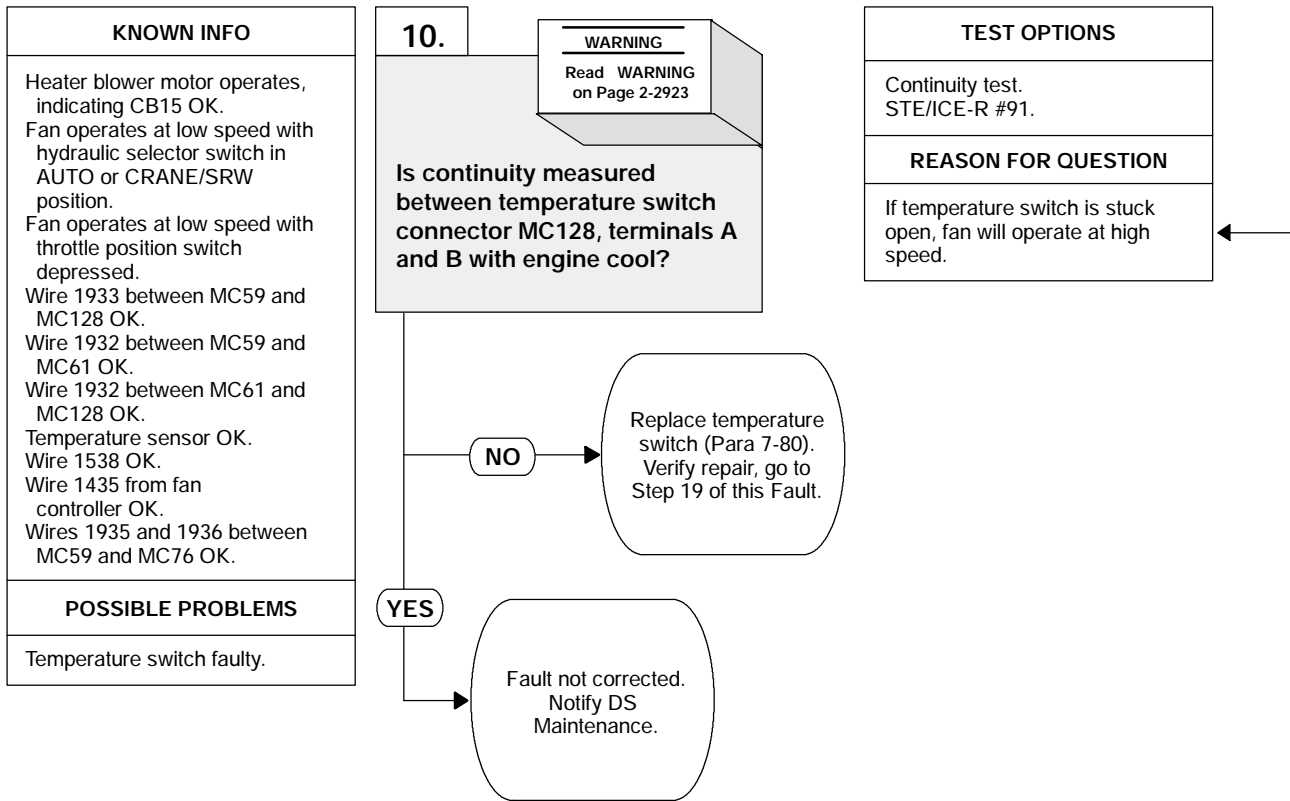 KNOWN INFO
Heater blower motor operates,
indicating CB15 OK.
Fan operates at low speed with
hydraulic selector switch in
AUTO or CRANE/SRW
position.
Fan operates at low speed with
throttle position switch
depressed.
Wire 1933 between MC59 and
MC128 OK.
Wire 1932 between MC59 and
MC61 OK.
Wire 1932 between MC61 and
MC128 OK.
Temperature sensor OK.
Wire 1538 OK.
Wire 1435 from fan
controller OK.
Wires 1935 and 1936 between
MC59 and MC76 OK.
POSSIBLE PROBLEMS
Temperature switch faulty.
10.
WARNING
Read WARNING
on Page 2-2923
Is continuity measured
between temperature switch
connector MC128, terminals A
and B with engine cool?
NO
Replace temperature
switch (Para 7-80).
Verify repair, go to
Step 19 of this Fault.
YES
Fault not corrected.
Notify DS
Maintenance.
TEST OPTIONS
Continuity test.
STE/ICE-R #91.
REASON FOR QUESTION
If temperature switch is stuck
open, fan will operate at high
speed.